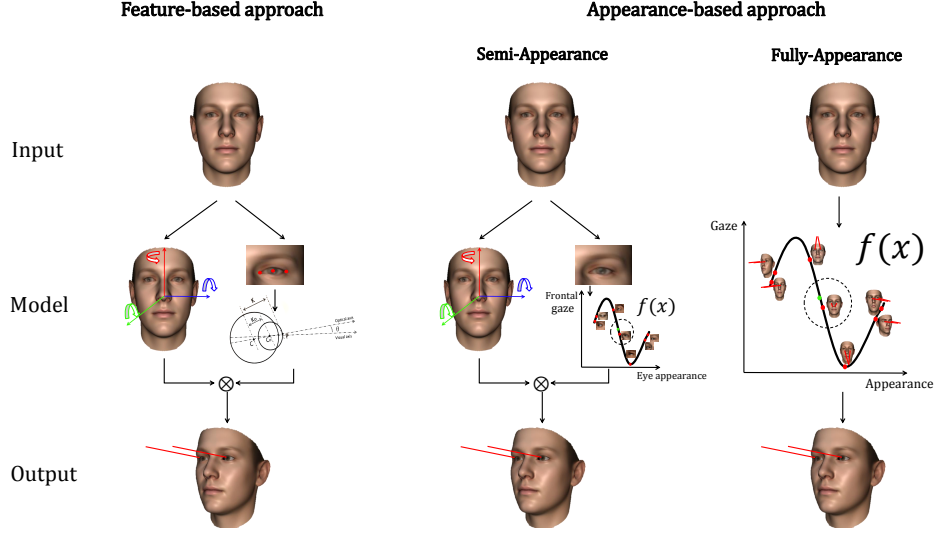 Feature-based approach
Appearance-based approach
Semi-Appearance
Fully-Appearance
Input
Model
Frontal
gaze
f(x)
Eye appearance
Gaze
f(x)
Appearance
Output